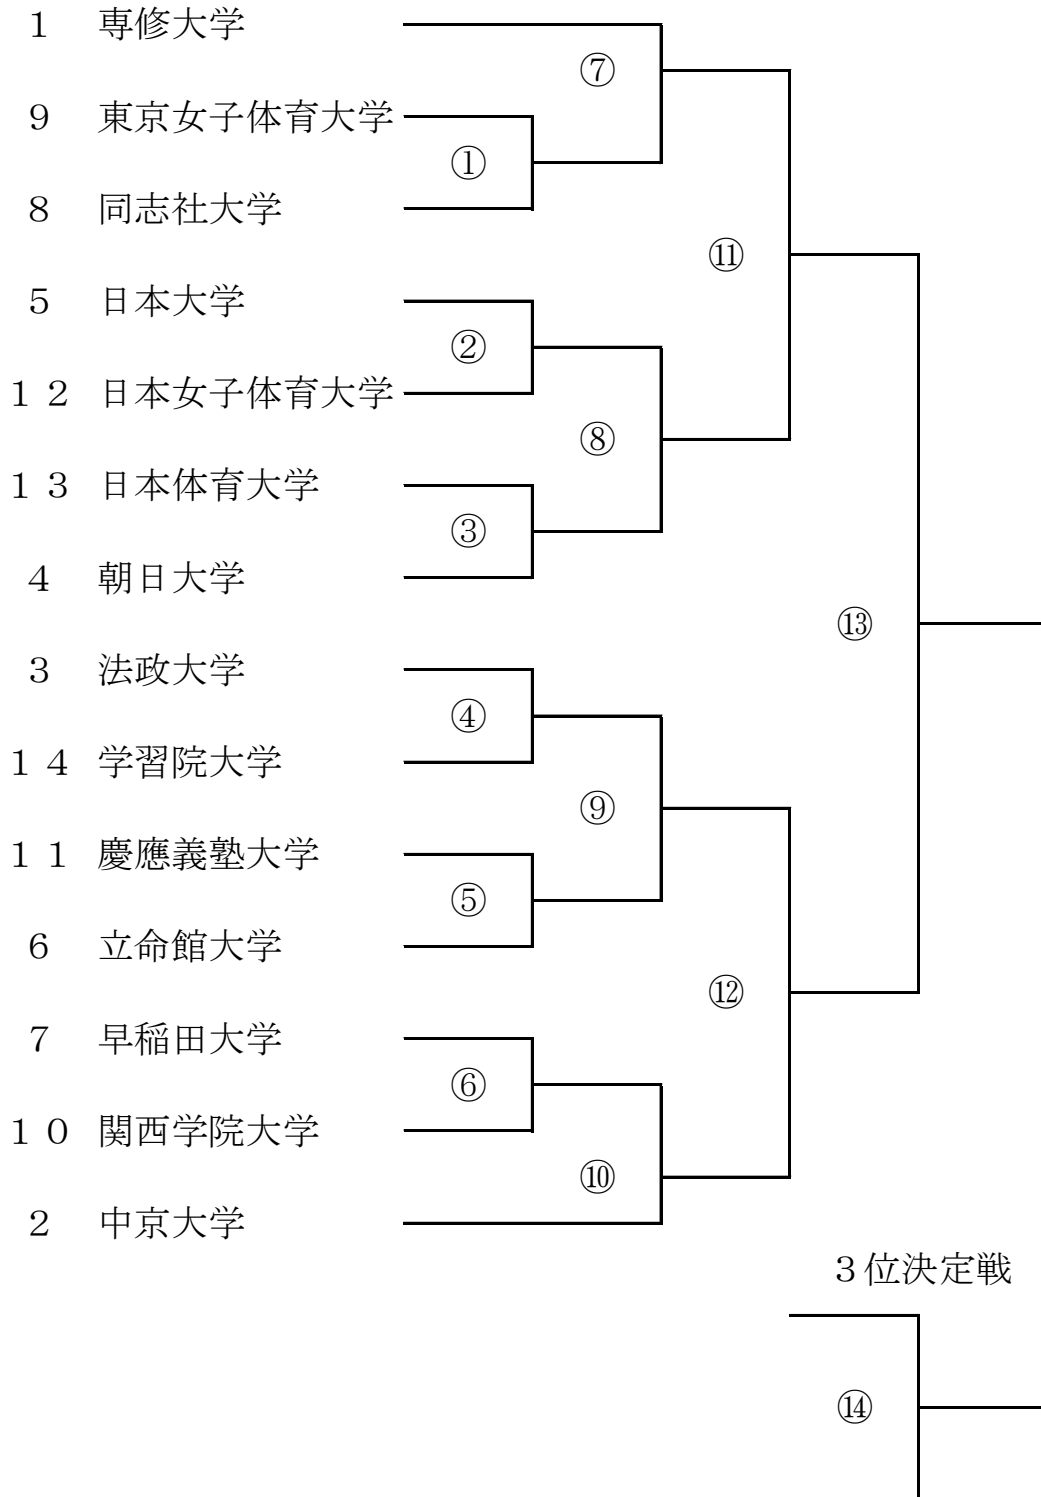 １ 専修大学
⑦
９ 東京女子体育大学
①
８ 同志社大学
⑪
５ 日本大学
②
１２ 日本女子体育大学
⑧
１３ 日本体育大学
③
４ 朝日大学
⑬
３ 法政大学
④
１４ 学習院大学
⑨
１１ 慶應義塾大学
⑤
６ 立命館大学
⑫
７ 早稲田大学
⑥
１０ 関西学院大学
⑩
２ 中京大学
３位決定戦
⑭